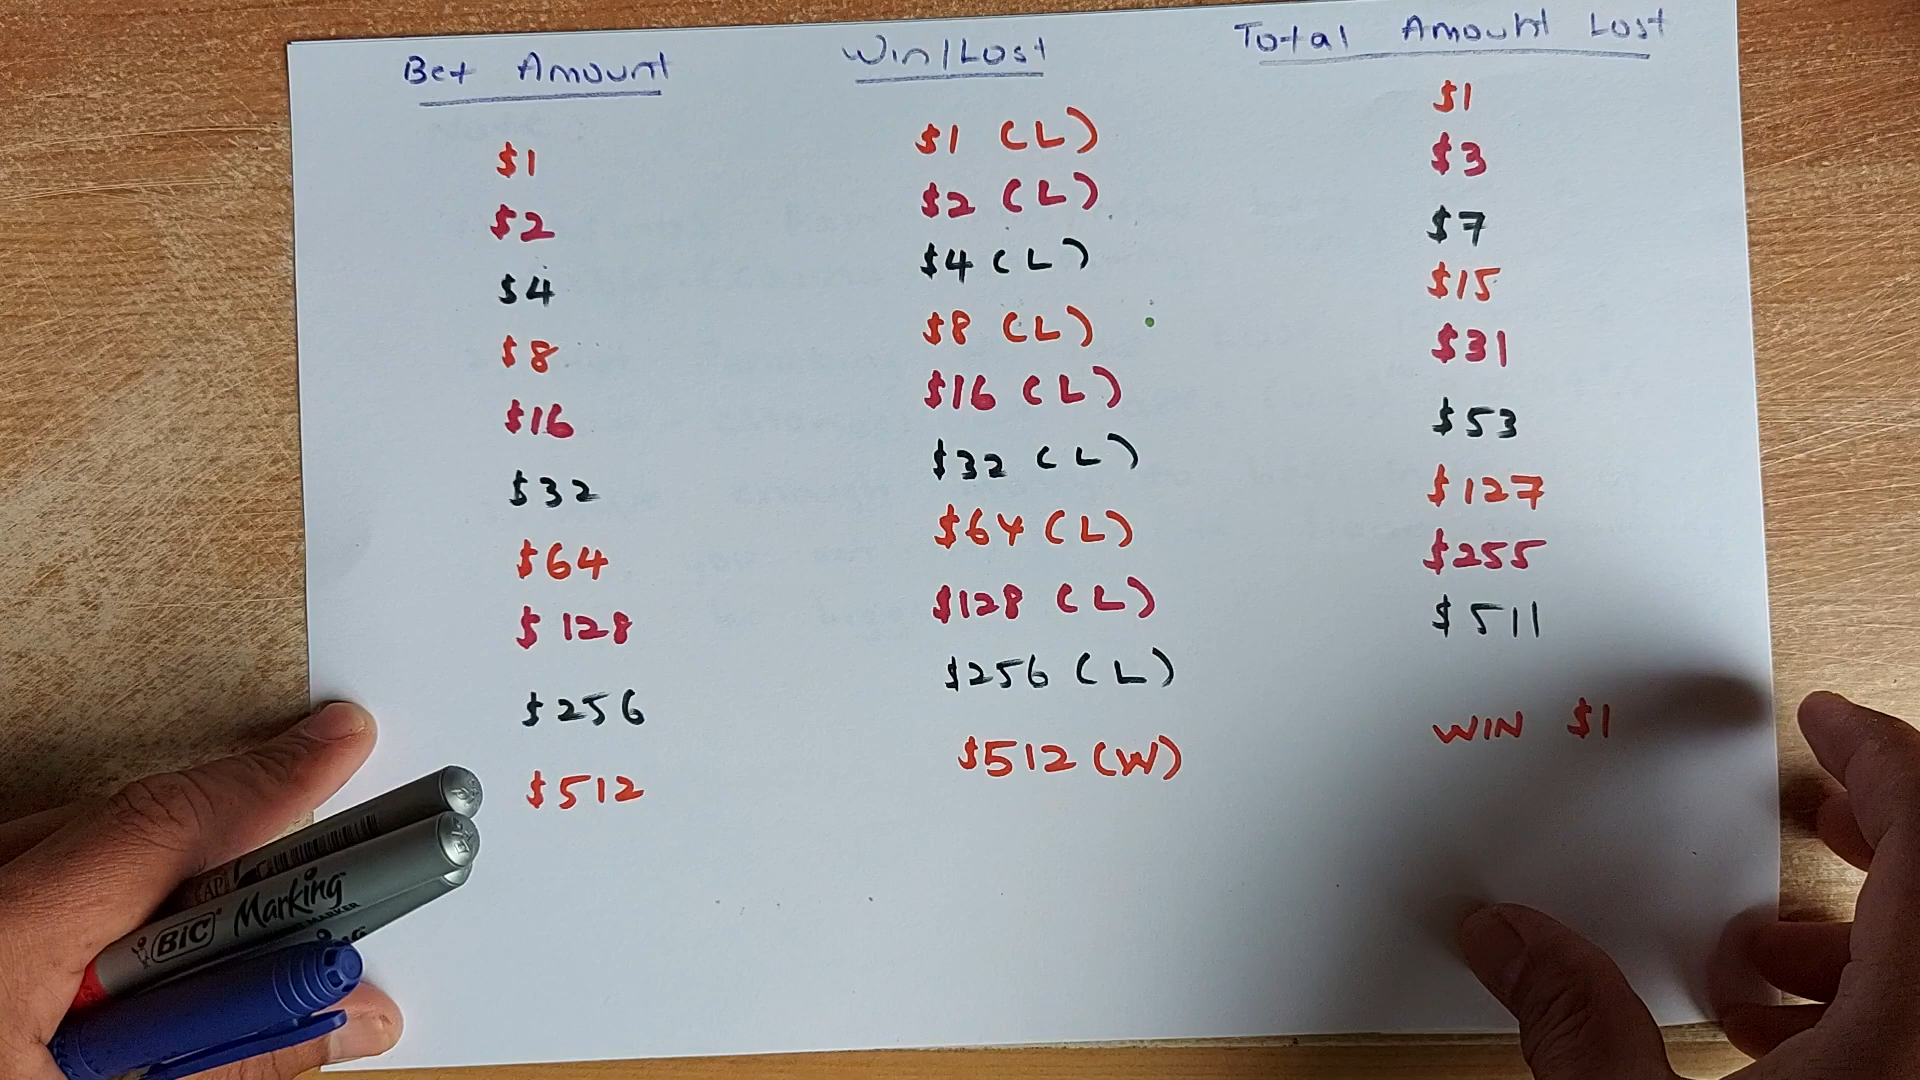 Bet Amount Win/Lost Total Amount Lost
$1 $1 (L) $1
$2 $2 (L) $3
$4 $4 (L) $7
$8 $8 (L) $15
$16 $16 (L) $31
$32 $32 (L) $53
$64 $64 (L) $127
$128 $128 (L) $255
$256 $256 (L) $511
$512 $512 (W) WIN $1
BIC Marking
MARKER